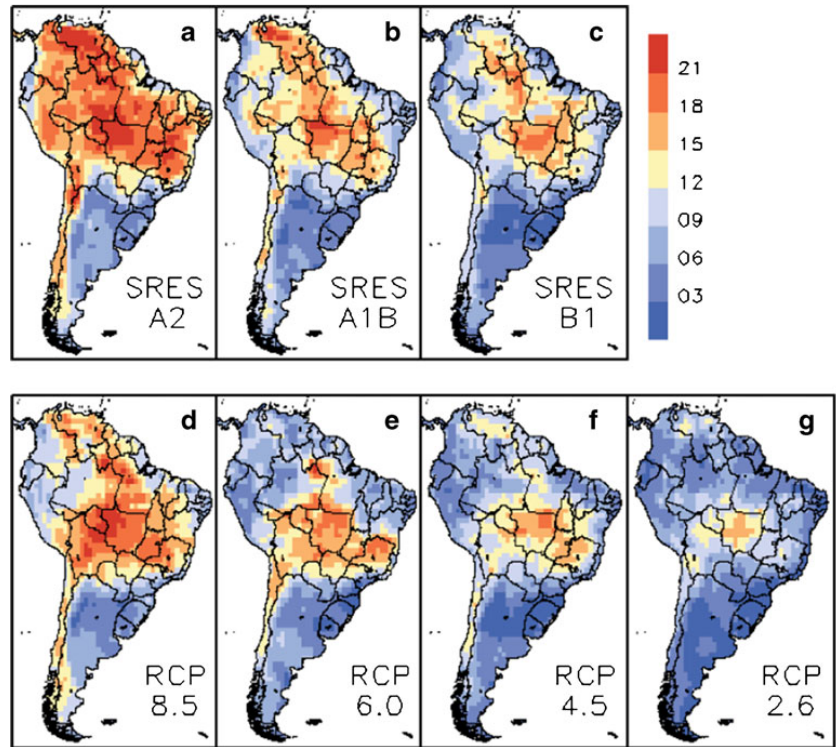 a
b
c
SRES
A2
SRES
A1B
SRES
B1
21
18
15
12
09
06
03
d
e
f
g
RCP
8.5
RCP
6.0
RCP
4.5
RCP
2.6